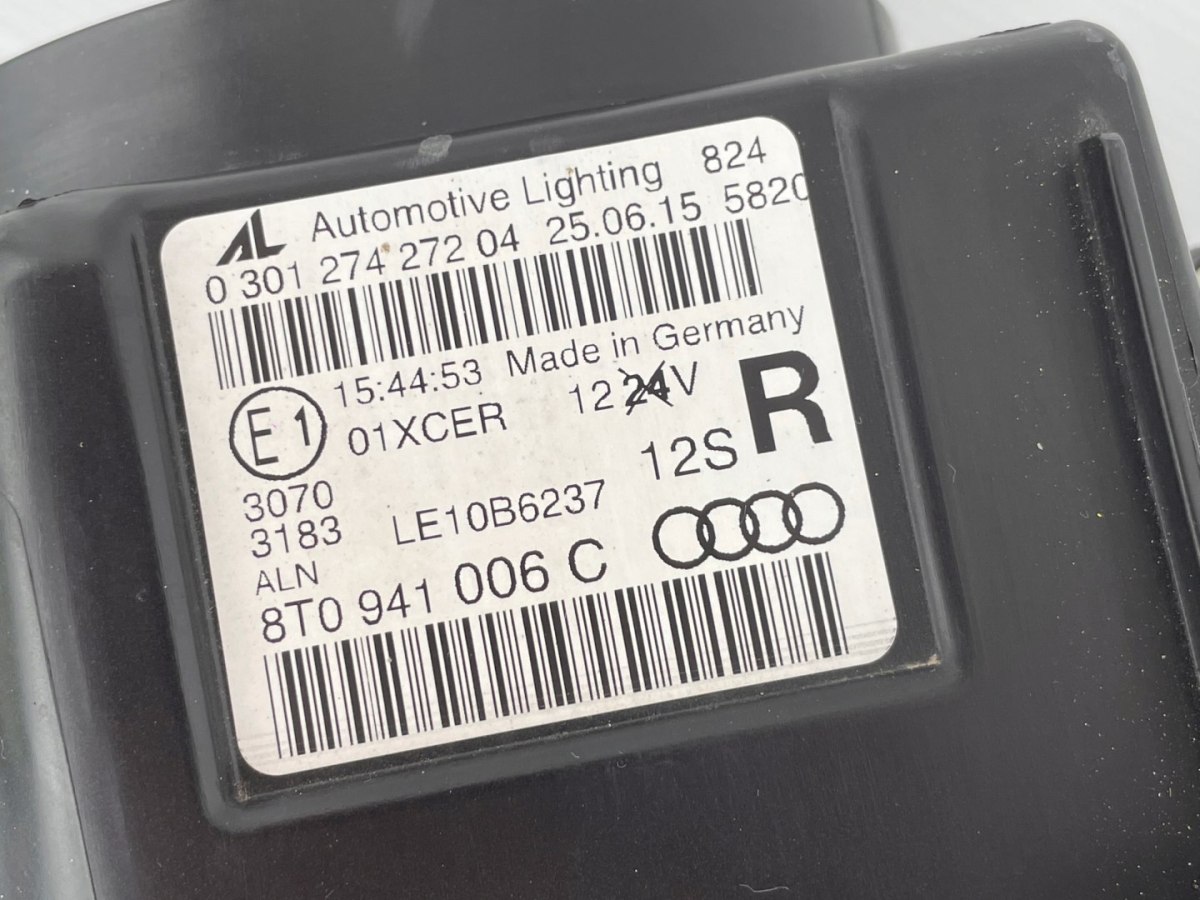 AL Automotive Lighting 824
0 301 274 272 04 25.06.15 5820
15:44:53 Made in Germany
E1 01XCER 12 24V R
3070 12S
3183 LE10B6237
ALN
8T0 941 006 C